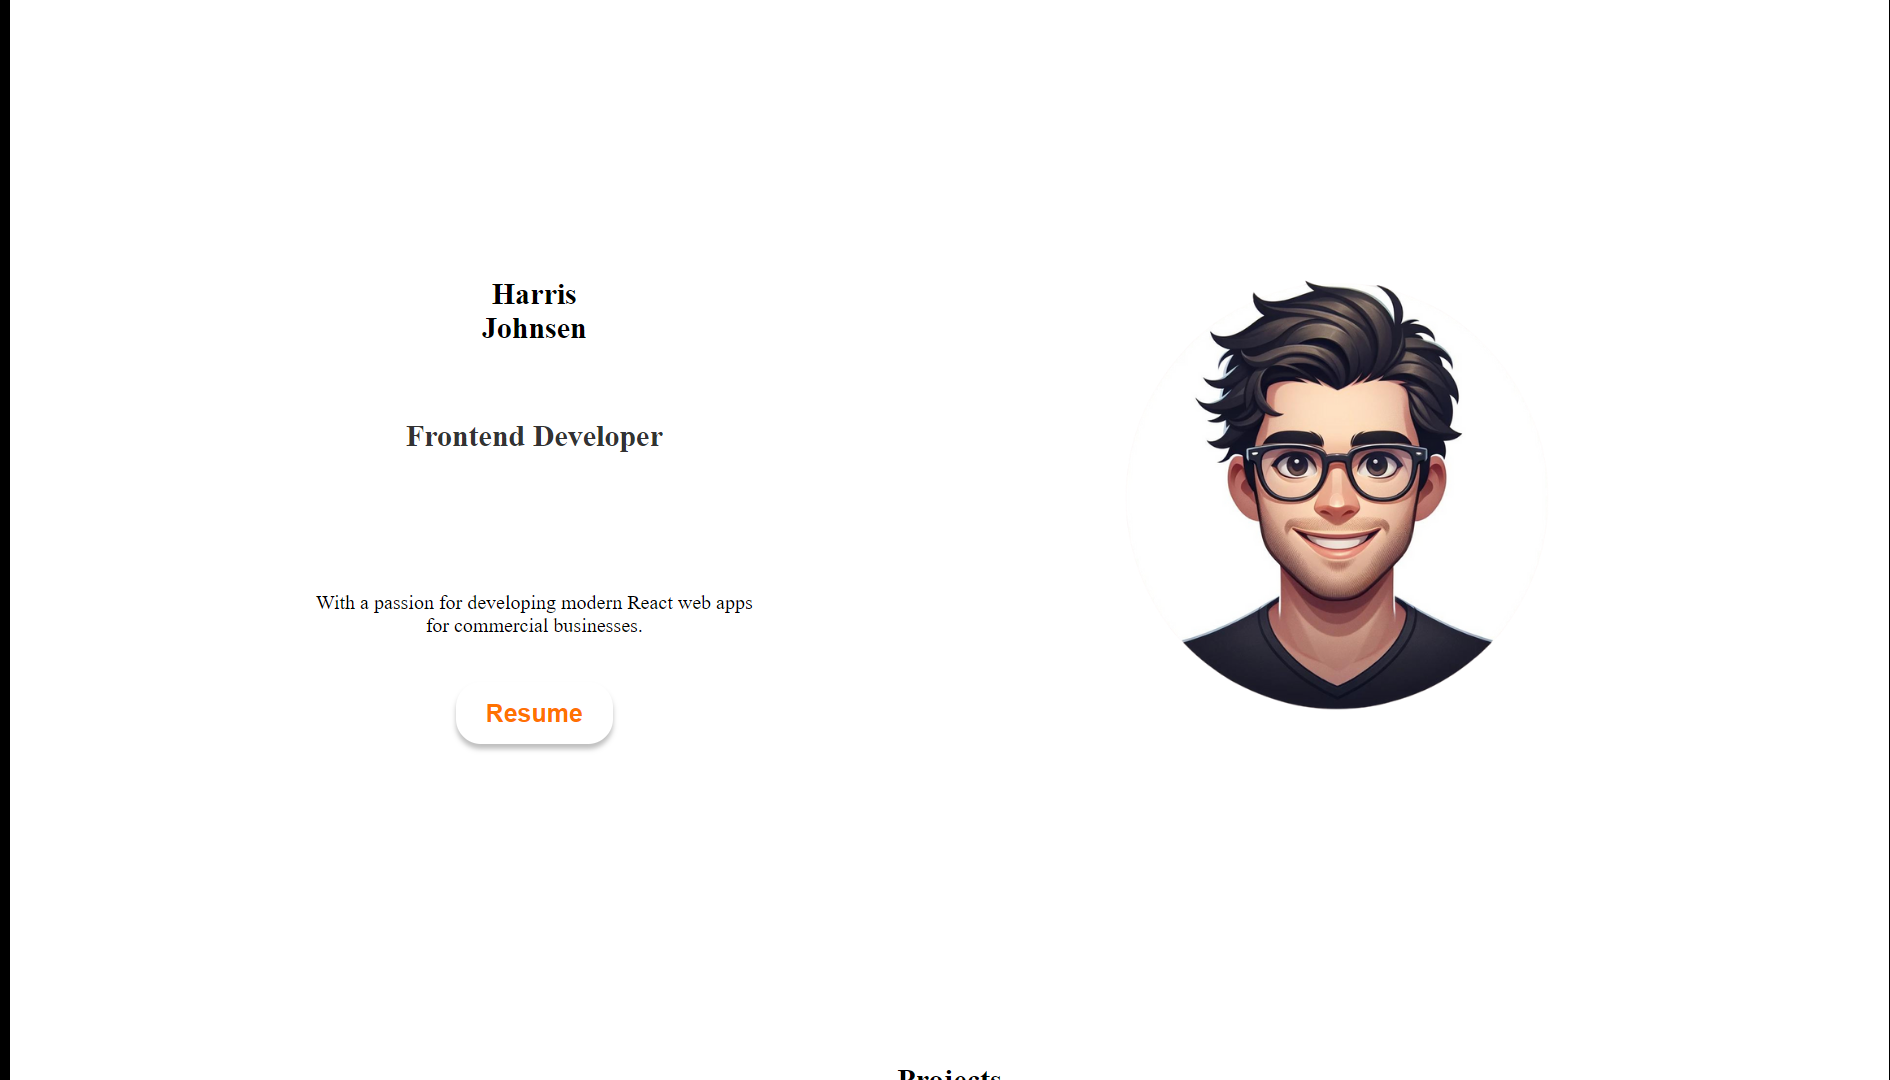 Harris
Johnsen
Frontend Developer
With a passion for developing modern React web apps
for commercial businesses.
Resume
Projects